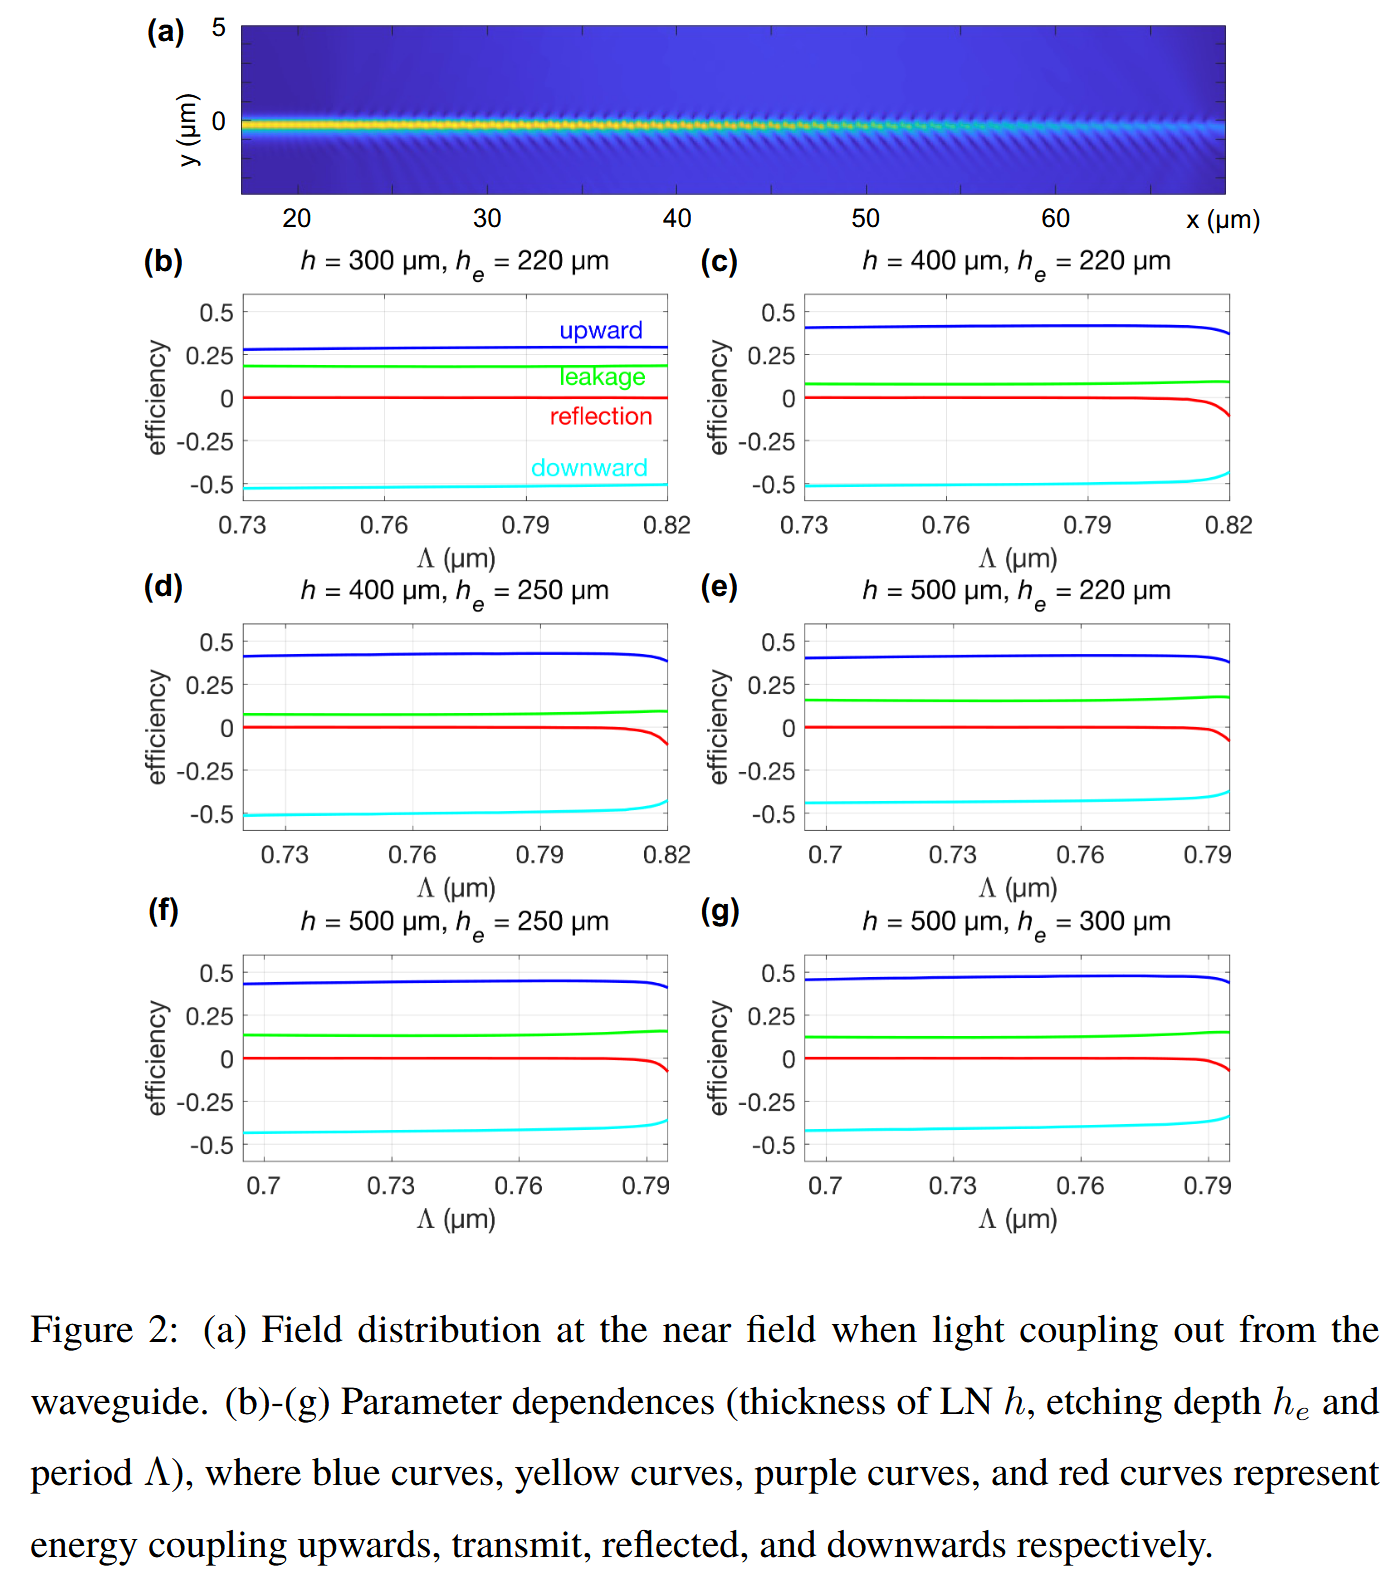 (a)
5
0
y (μm)
20 30 40 50 60 x (μm)
(b) h = 300 μm, he = 220 μm
0.5
0.25
0
-0.25
-0.5
efficiency
upward
leakage
reflection
downward
0.73 0.76 0.79 0.82
Λ (μm)
(c) h = 400 μm, he = 220 μm
0.5
0.25
0
-0.25
-0.5
efficiency
0.73 0.76 0.79 0.82
Λ (μm)
(d) h = 400 μm, he = 250 μm
0.5
0.25
0
-0.25
-0.5
efficiency
0.73 0.76 0.79 0.82
Λ (μm)
(e) h = 500 μm, he = 220 μm
0.5
0.25
0
-0.25
-0.5
efficiency
0.7 0.73 0.76 0.79
Λ (μm)
(f) h = 500 μm, he = 250 μm
0.5
0.25
0
-0.25
-0.5
efficiency
0.7 0.73 0.76 0.79
Λ (μm)
(g) h = 500 μm, he = 300 μm
0.5
0.25
0
-0.25
-0.5
efficiency
0.7 0.73 0.76 0.79
Λ (μm)
Figure 2: (a) Field distribution at the near field when light coupling out from the
waveguide. (b)-(g) Parameter dependences (thickness of LN h, etching depth he and
period Λ), where blue curves, yellow curves, purple curves, and red curves represent
energy coupling upwards, transmit, reflected, and downwards respectively.